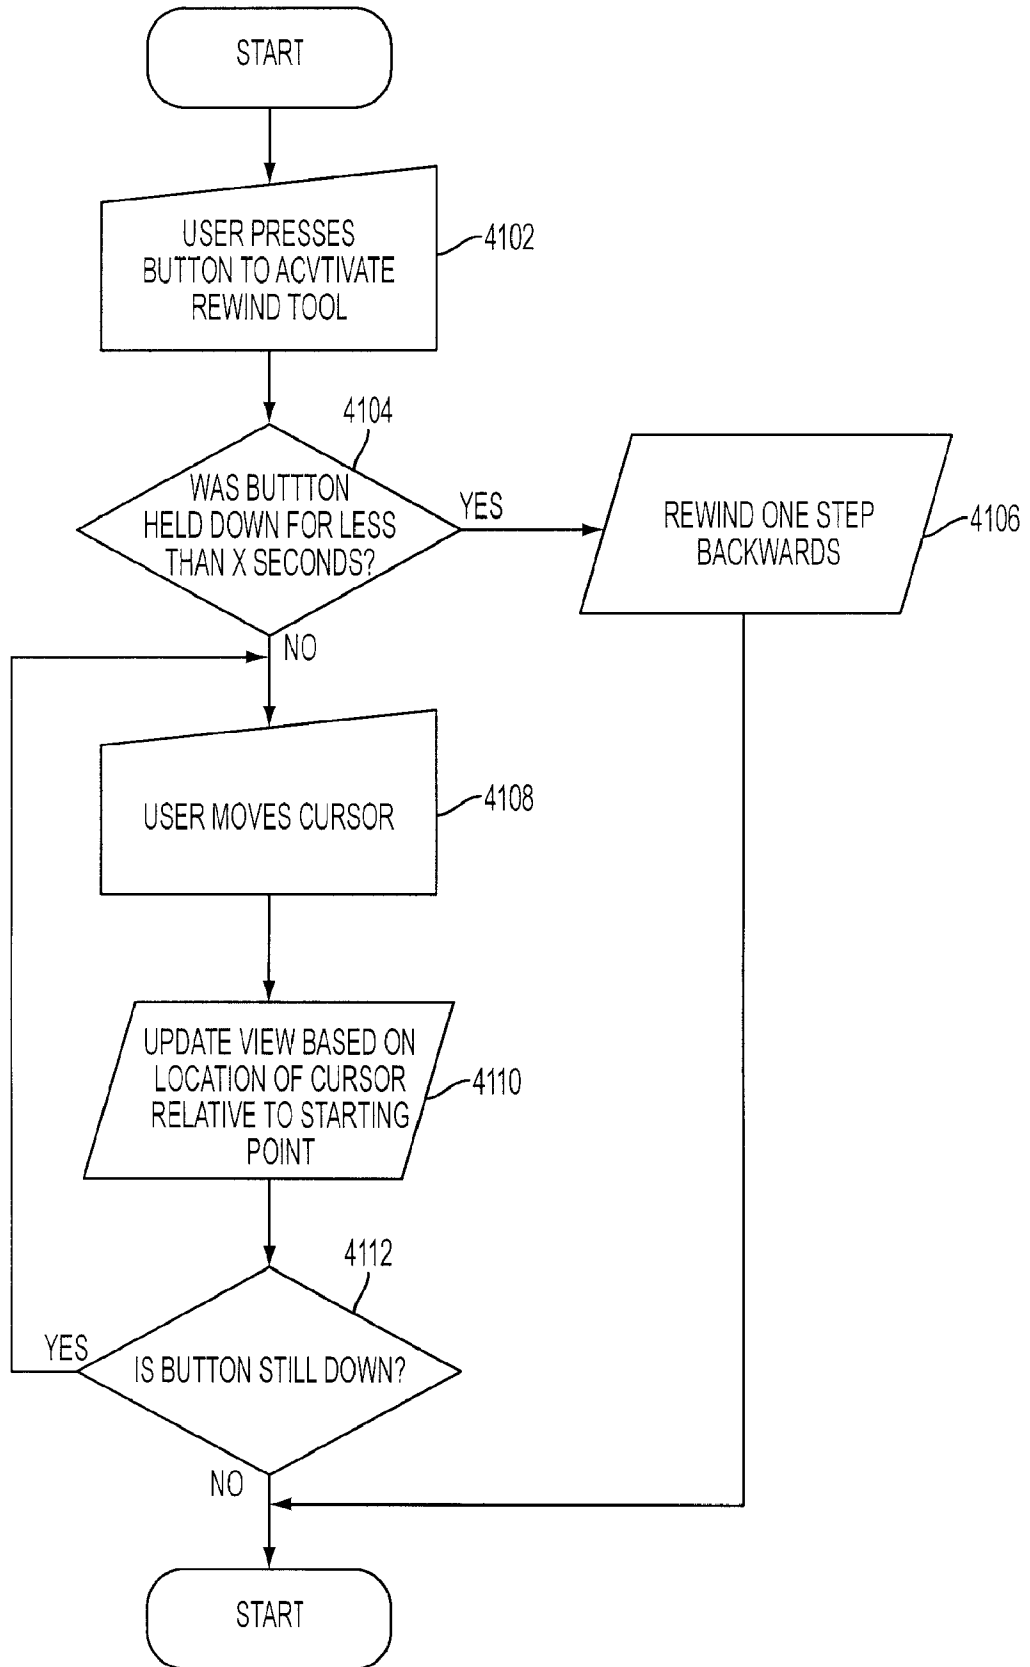 START
USER PRESSES
BUTTON TO ACVTIVATE
REWIND TOOL
4102
4104
WAS BUTTTON
HELD DOWN FOR LESS
THAN X SECONDS?
YES
REWIND ONE STEP
BACKWARDS
4106
NO
USER MOVES CURSOR
4108
UPDATE VIEW BASED ON
LOCATION OF CURSOR
RELATIVE TO STARTING
POINT
4110
4112
YES
IS BUTTON STILL DOWN?
NO
START